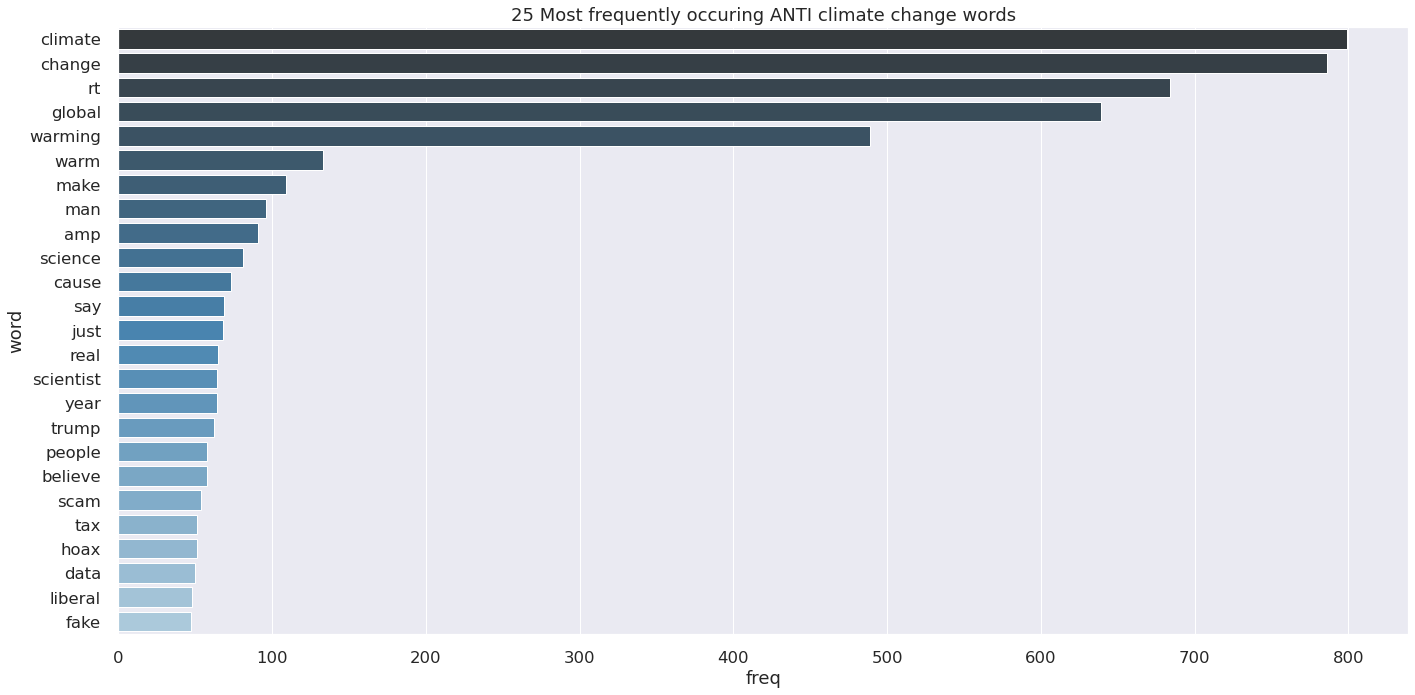 25 Most frequently occuring ANTI climate change words
climate
change
rt
global
warming
warm
make
man
amp
science
cause
say
just
real
scientist
year
trump
people
believe
scam
tax
hoax
data
liberal
fake
word
0 100 200 300 400 500 600 700 800
freq